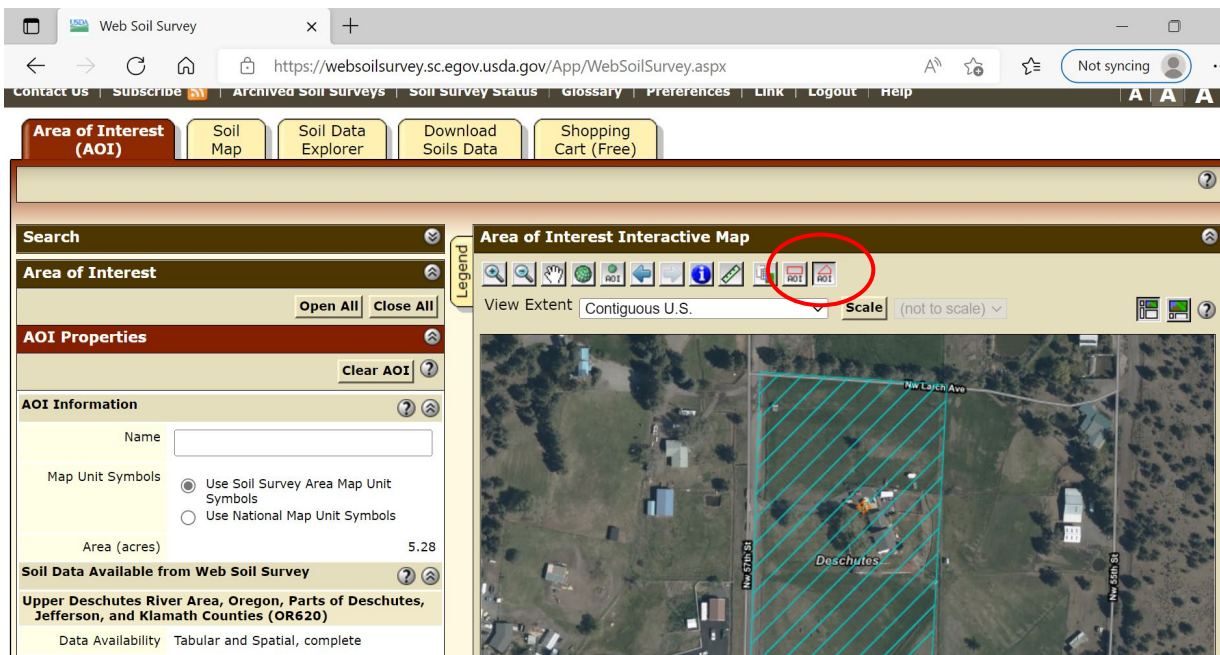 USDA Web Soil Survey
https://websoilsurvey.sc.egov.usda.gov/App/WebSoilSurvey.aspx
Not syncing
Contact Us | Subscribe | Archived Soil Surveys | Soil Survey Status | Glossary | Preferences | Link | Logout | Help
A A A
Area of Interest (AOI)
Soil Map
Soil Data Explorer
Download Soils Data
Shopping Cart (Free)
Search
Area of Interest
Open All Close All
AOI Properties
Clear AOI
AOI Information
Name
Map Unit Symbols
Use Soil Survey Area Map Unit
Symbols
Use National Map Unit Symbols
Area (acres) 5.28
Soil Data Available from Web Soil Survey
Upper Deschutes River Area, Oregon, Parts of Deschutes,
Jefferson, and Klamath Counties (OR620)
Data Availability Tabular and Spatial, complete
Legend
Area of Interest Interactive Map
AOI AOI AOI
View Extent Contiguous U.S. Scale (not to scale)
Nw Larch Ave
Nw 57th St
Deschutes
Nw 55th St